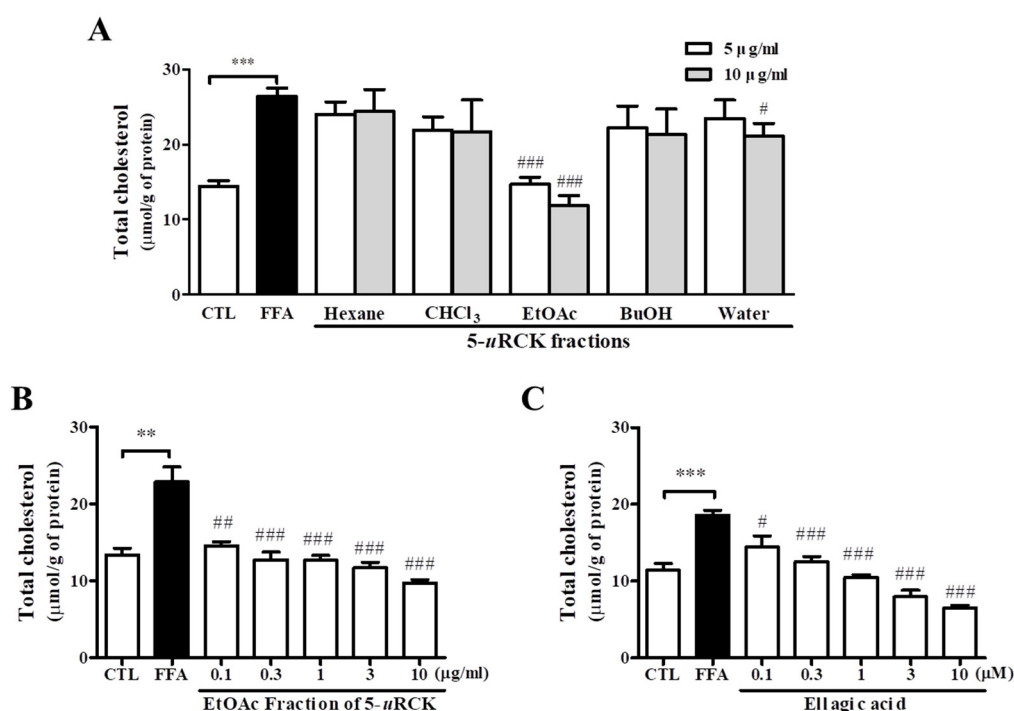 A
5 μg/ml
10 μg/ml
***
30
20
10
0
Total cholesterol
(μmol/g of protein)
#
###
###
CTL FFA Hexane CHCl3 EtOAc BuOH Water
5-uRCK fractions
B
30
20
10
0
Total cholesterol
(μmol/g of protein)
**
## ### ### ### ###
CTL FFA 0.1 0.3 1 3 10 (μg/ml)
EtOAc Fraction of 5-uRCK
C
30
20
10
0
Total cholesterol
(μmol/g of protein)
***
# ### ### ### ###
CTL FFA 0.1 0.3 1 3 10 (μM)
Ellagic acid